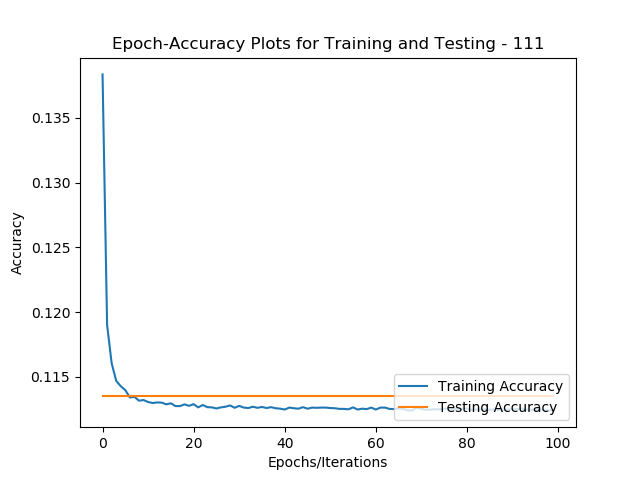 Epoch-Accuracy Plots for Training and Testing - 111
Accuracy
0.135
0.130
0.125
0.120
0.115
Training Accuracy
Testing Accuracy
0 20 40 60 80 100
Epochs/Iterations